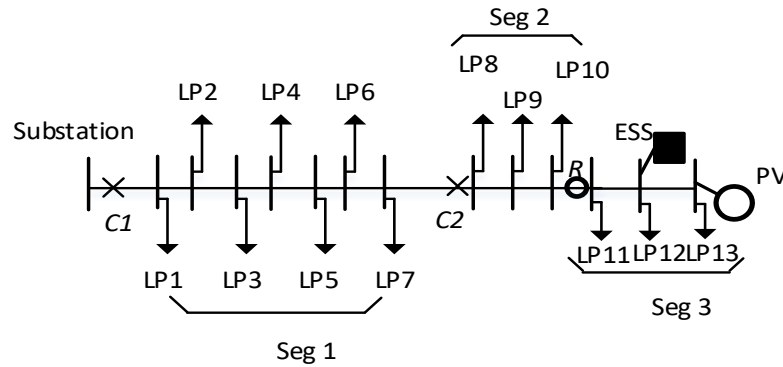 Seg 2
LP8
LP10
LP2
LP4
LP6
LP9
ESS
Substation
R
PV
C1
C2
LP1
LP3
LP5
LP7
LP11
LP12
LP13
Seg 1
Seg 3